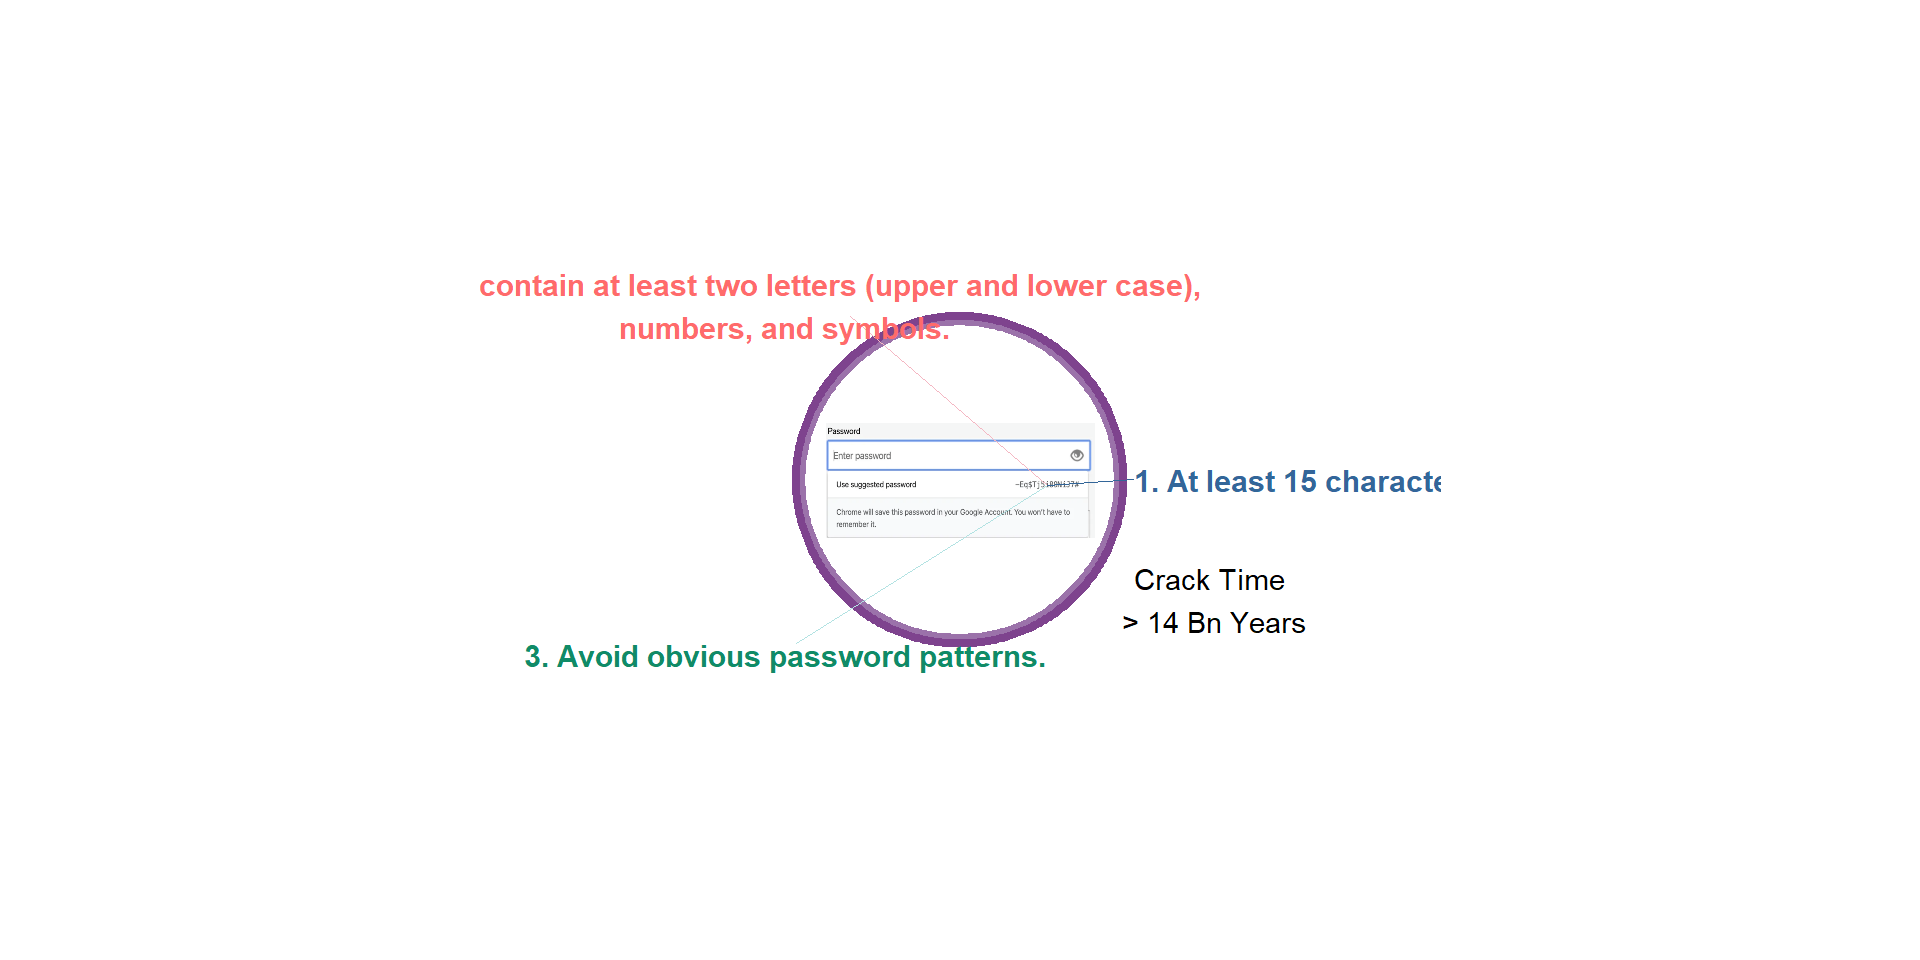 contain at least two letters (upper and lower case),
numbers, and symbols.
Password
Enter password
Use suggested password
Chrome will save this password in your Google Account. You won't have to
remember it.
1. At least 15 characte
Crack Time
> 14 Bn Years
3. Avoid obvious password patterns.